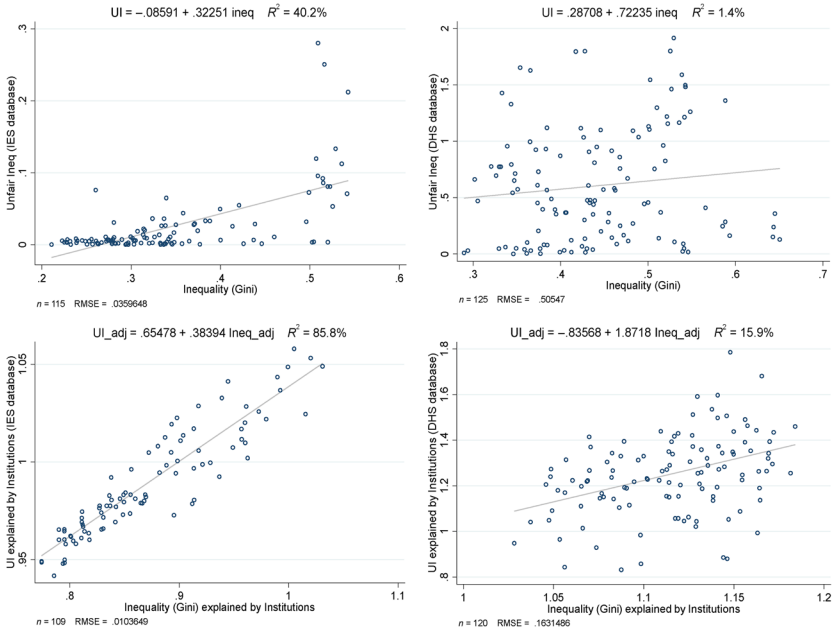 UI = –.08591 + .32251 ineq R² = 40.2%
Unfair Ineq (IES database)
.3
.2
.1
0
.2 .3 .4 .5 .6
Inequality (Gini)
n = 115 RMSE = .0359648
UI = .28708 + .72235 ineq R² = 1.4%
Unfair Ineq (DHS database)
2
1.5
1
.5
0
.3 .4 .5 .6 .7
Inequality (Gini)
n = 125 RMSE = .50547
UI_adj = .65478 + .38394 Ineq_adj R² = 85.8%
UI explained by Institutions (IES database)
1.05
1
.95
.8 .9 1 1.1
Inequality (Gini) explained by Institutions
n = 109 RMSE = .0103649
UI_adj = –.83568 + 1.8718 Ineq_adj R² = 15.9%
UI explained by Institutions (DHS database)
1.8
1.6
1.4
1.2
1
.8
1 1.05 1.1 1.15 1.2
Inequality (Gini) explained by Institutions
n = 120 RMSE = .1631486